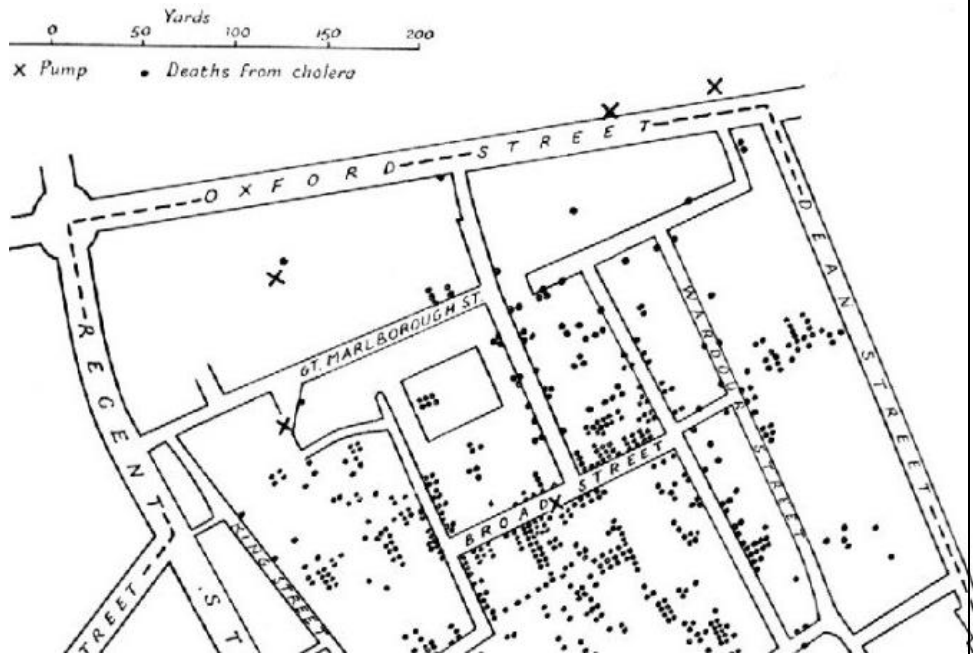 Yards
0 50 100 150 200
× Pump • Deaths from cholera
OXFORD STREET
DEAN STREET
REGENT ST
GT. MARLBOROUGH ST.
WARDOUR STREET
BROAD STREET
KING STREET
STREET